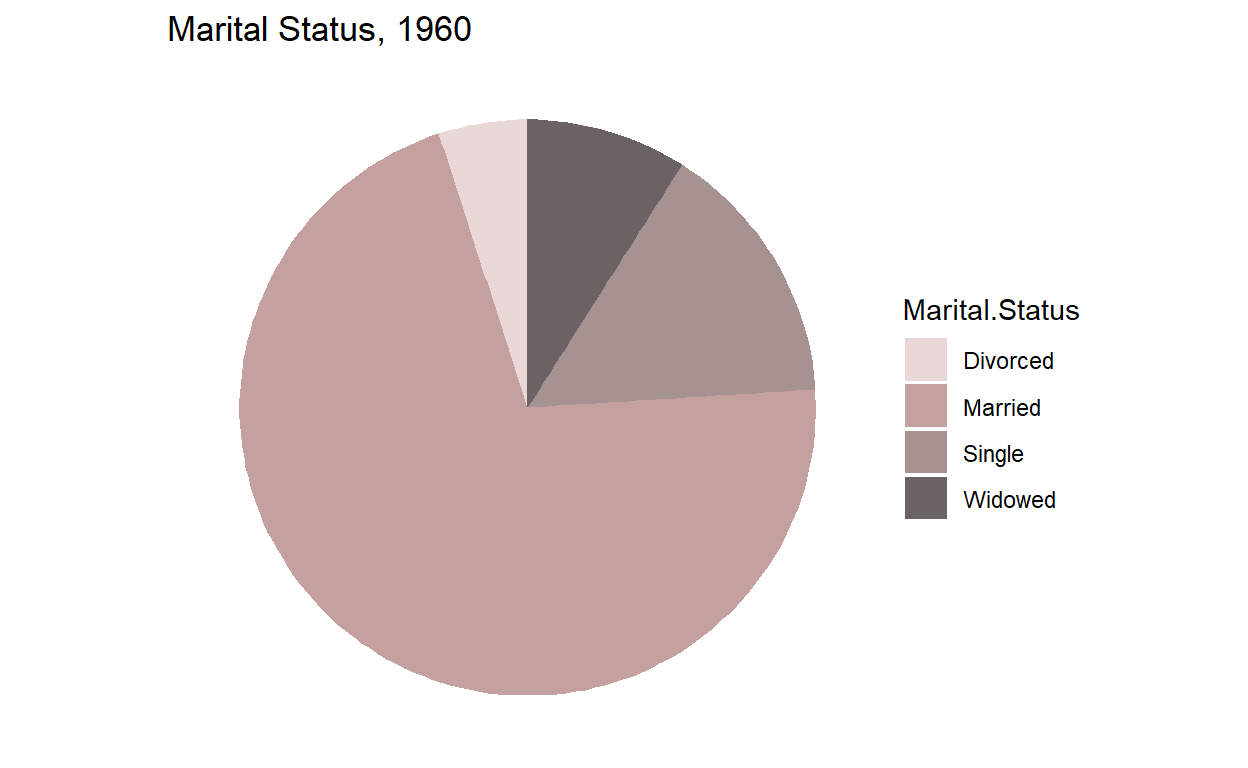 Marital Status, 1960
Marital.Status
Divorced
Married
Single
Widowed